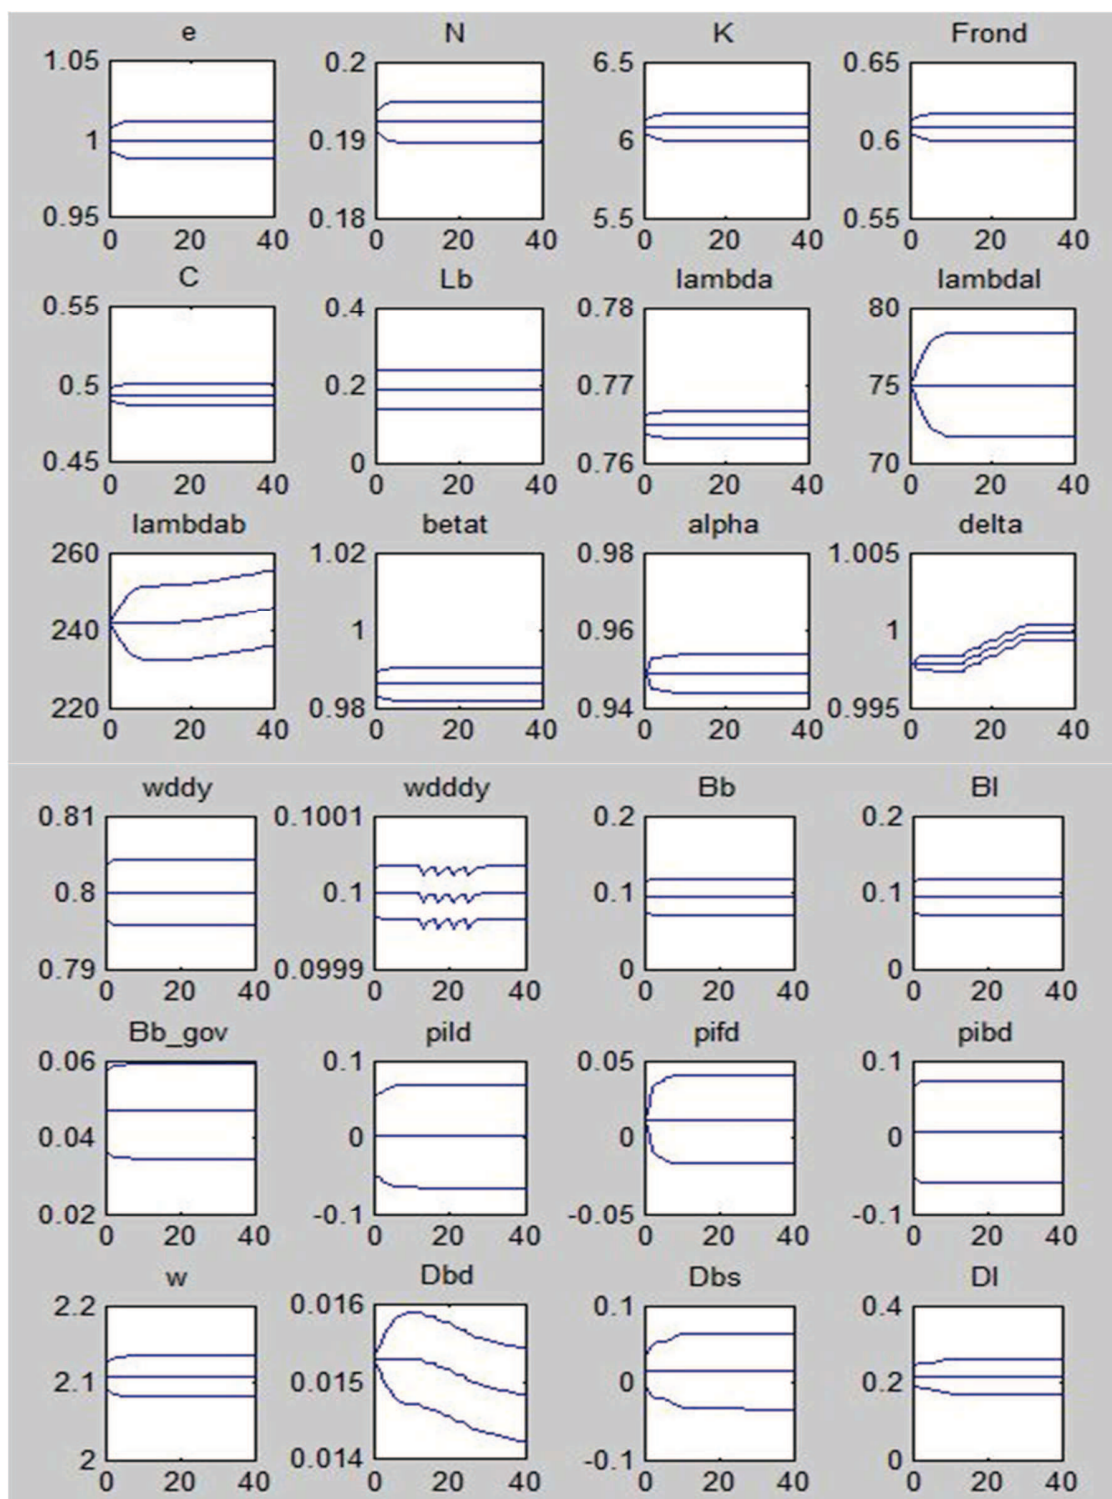 e N K Frond
1.05 0.2 6.5 0.65
1 0.19 6 0.6
0.95 0.18 5.5 0.55
0 20 40 0 20 40 0 20 40 0 20 40
C Lb lambda lambdal
0.55 0.4 0.78 80
0.5 0.2 0.77 75
0.45 0 0.76 70
0 20 40 0 20 40 0 20 40 0 20 40
lambdab betat alpha delta
260 1.02 0.98 1.005
240 1 0.96 1
220 0.98 0.94 0.995
0 20 40 0 20 40 0 20 40 0 20 40
wddy wdddy Bb Bl
0.81 0.1001 0.2 0.2
0.8 0.1 0.1 0.1
0.79 0.0999 0 0
0 20 40 0 20 40 0 20 40 0 20 40
Bb_gov pild pifd pibd
0.06 0.1 0.05 0.1
0.04 0 0 0
0.02 -0.1 -0.05 -0.1
0 20 40 0 20 40 0 20 40 0 20 40
w Dbd Dbs Dl
2.2 0.016 0.1 0.4
2.1 0.015 0 0.2
2 0.014 -0.1 0
0 20 40 0 20 40 0 20 40 0 20 40